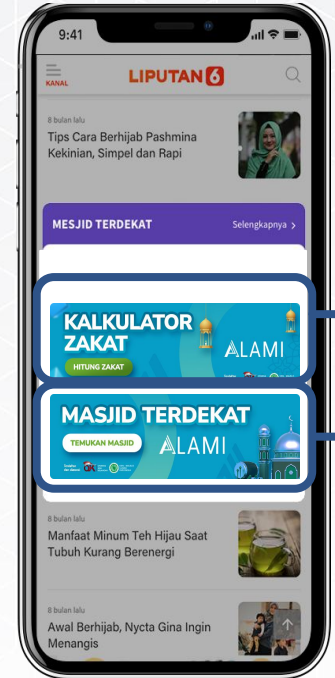 9:41
KANAL
LIPUTAN 6
8 bulan lalu
Tips Cara Berhijab Pashmina
Kekinian, Simpel dan Rapi
MESJID TERDEKAT
Selengkapnya >
KALKULATOR
ZAKAT
ALAMI
HITUNG ZAKAT
MASJID TERDEKAT
TEMUKAN MASJID
ALAMI
8 bulan lalu
Manfaat Minum Teh Hijau Saat
Tubuh Kurang Berenergi
8 bulan lalu
Awal Berhijab, Nycta Gina Ingin
Menangis